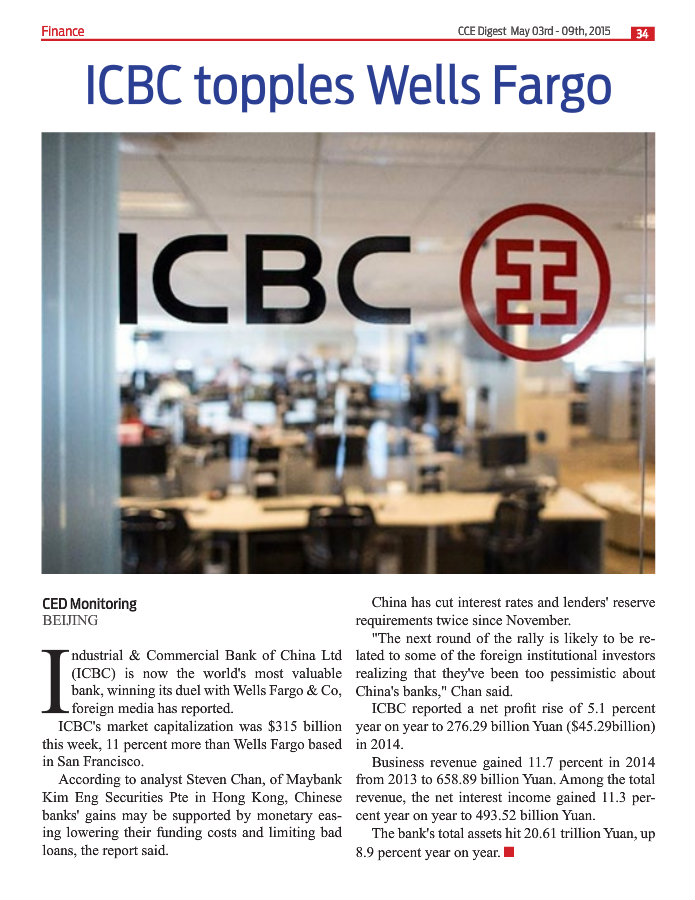 Finance
CCE Digest May 03rd - 09th, 2015
34
ICBC topples Wells Fargo
ICBC
CED Monitoring
BEIJING
Industrial & Commercial Bank of China Ltd
(ICBC) is now the world's most valuable
bank, winning its duel with Wells Fargo & Co,
foreign media has reported.
ICBC's market capitalization was $315 billion
this week, 11 percent more than Wells Fargo based
in San Francisco.
According to analyst Steven Chan, of Maybank
Kim Eng Securities Pte in Hong Kong, Chinese
banks' gains may be supported by monetary eas-
ing lowering their funding costs and limiting bad
loans, the report said.
China has cut interest rates and lenders' reserve
requirements twice since November.
"The next round of the rally is likely to be re-
lated to some of the foreign institutional investors
realizing that they've been too pessimistic about
China's banks," Chan said.
ICBC reported a net profit rise of 5.1 percent
year on year to 276.29 billion Yuan ($45.29billion)
in 2014.
Business revenue gained 11.7 percent in 2014
from 2013 to 658.89 billion Yuan. Among the total
revenue, the net interest income gained 11.3 per-
cent year on year to 493.52 billion Yuan.
The bank's total assets hit 20.61 trillion Yuan, up
8.9 percent year on year.